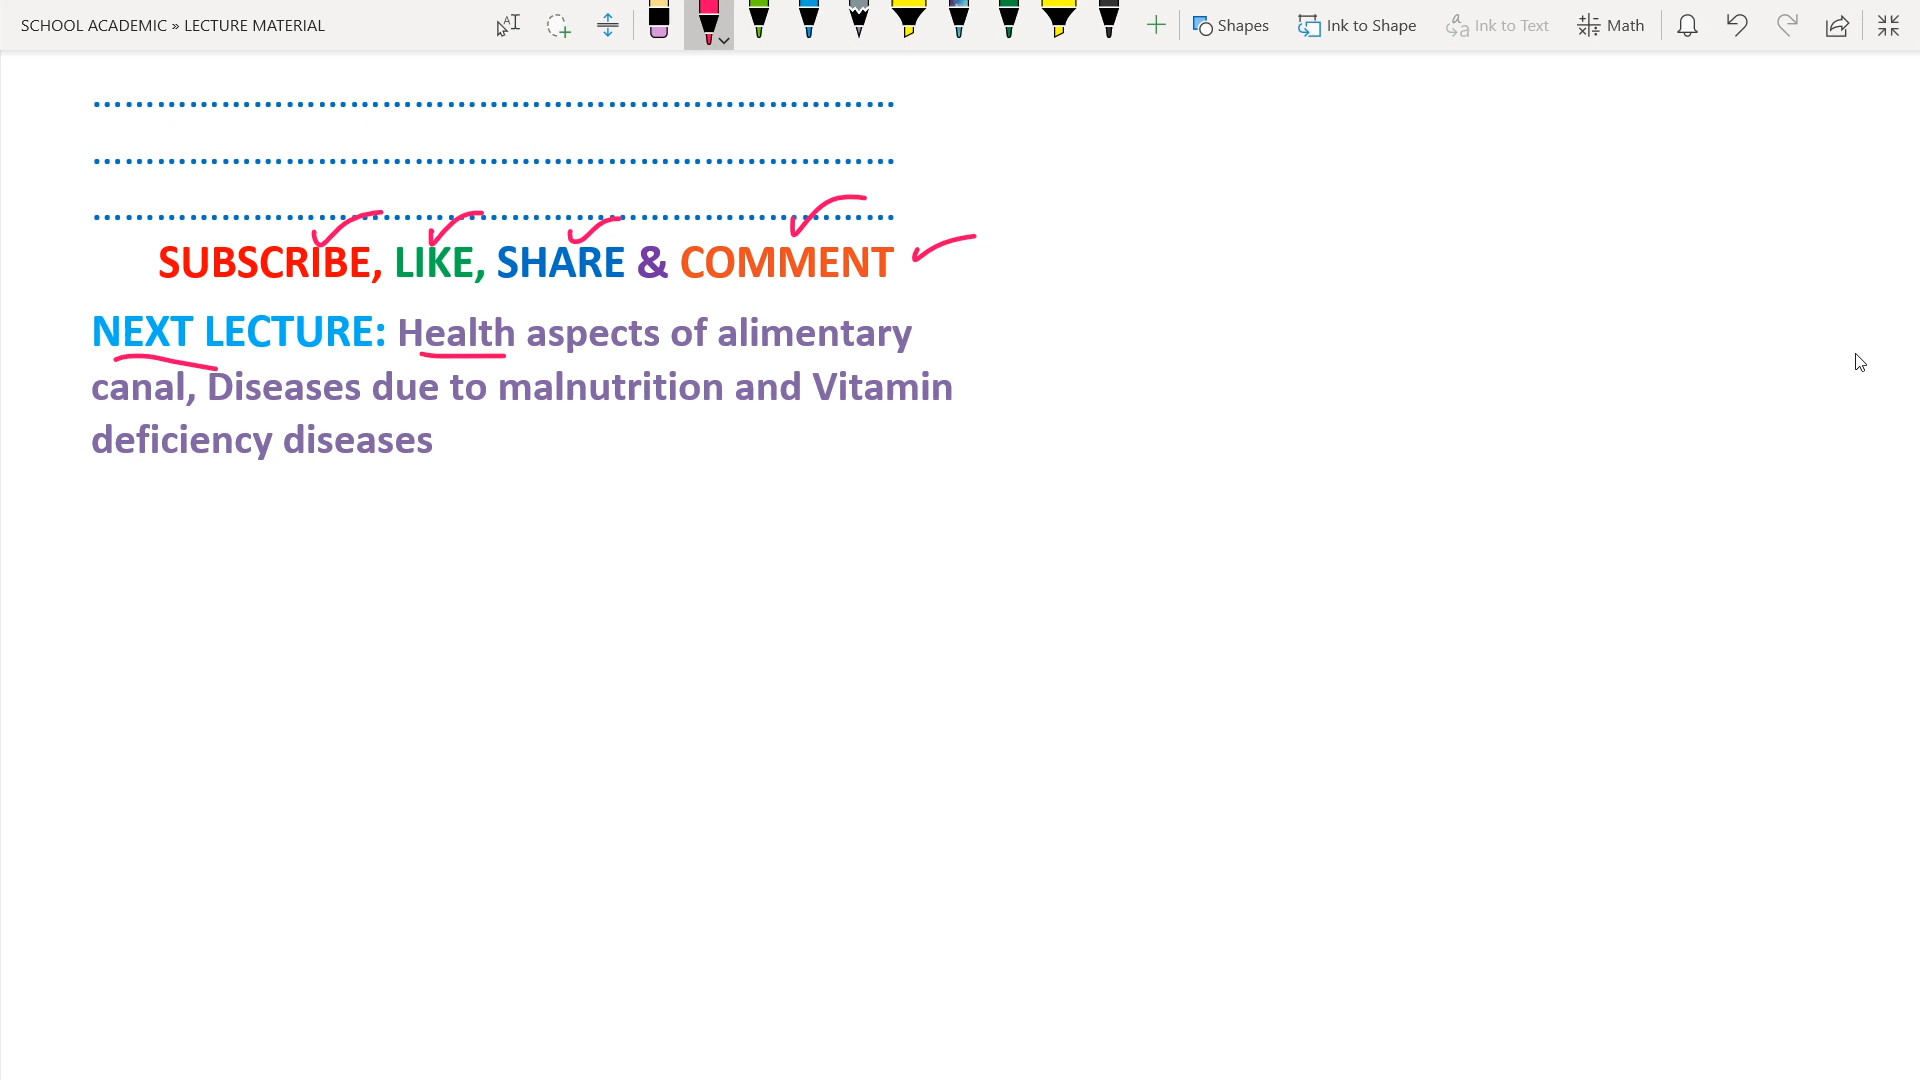 SCHOOL ACADEMIC » LECTURE MATERIAL
Shapes
Ink to Shape
Ink to Text
Math
SUBSCRIBE, LIKE, SHARE & COMMENT
NEXT LECTURE: Health aspects of alimentary
canal, Diseases due to malnutrition and Vitamin
deficiency diseases